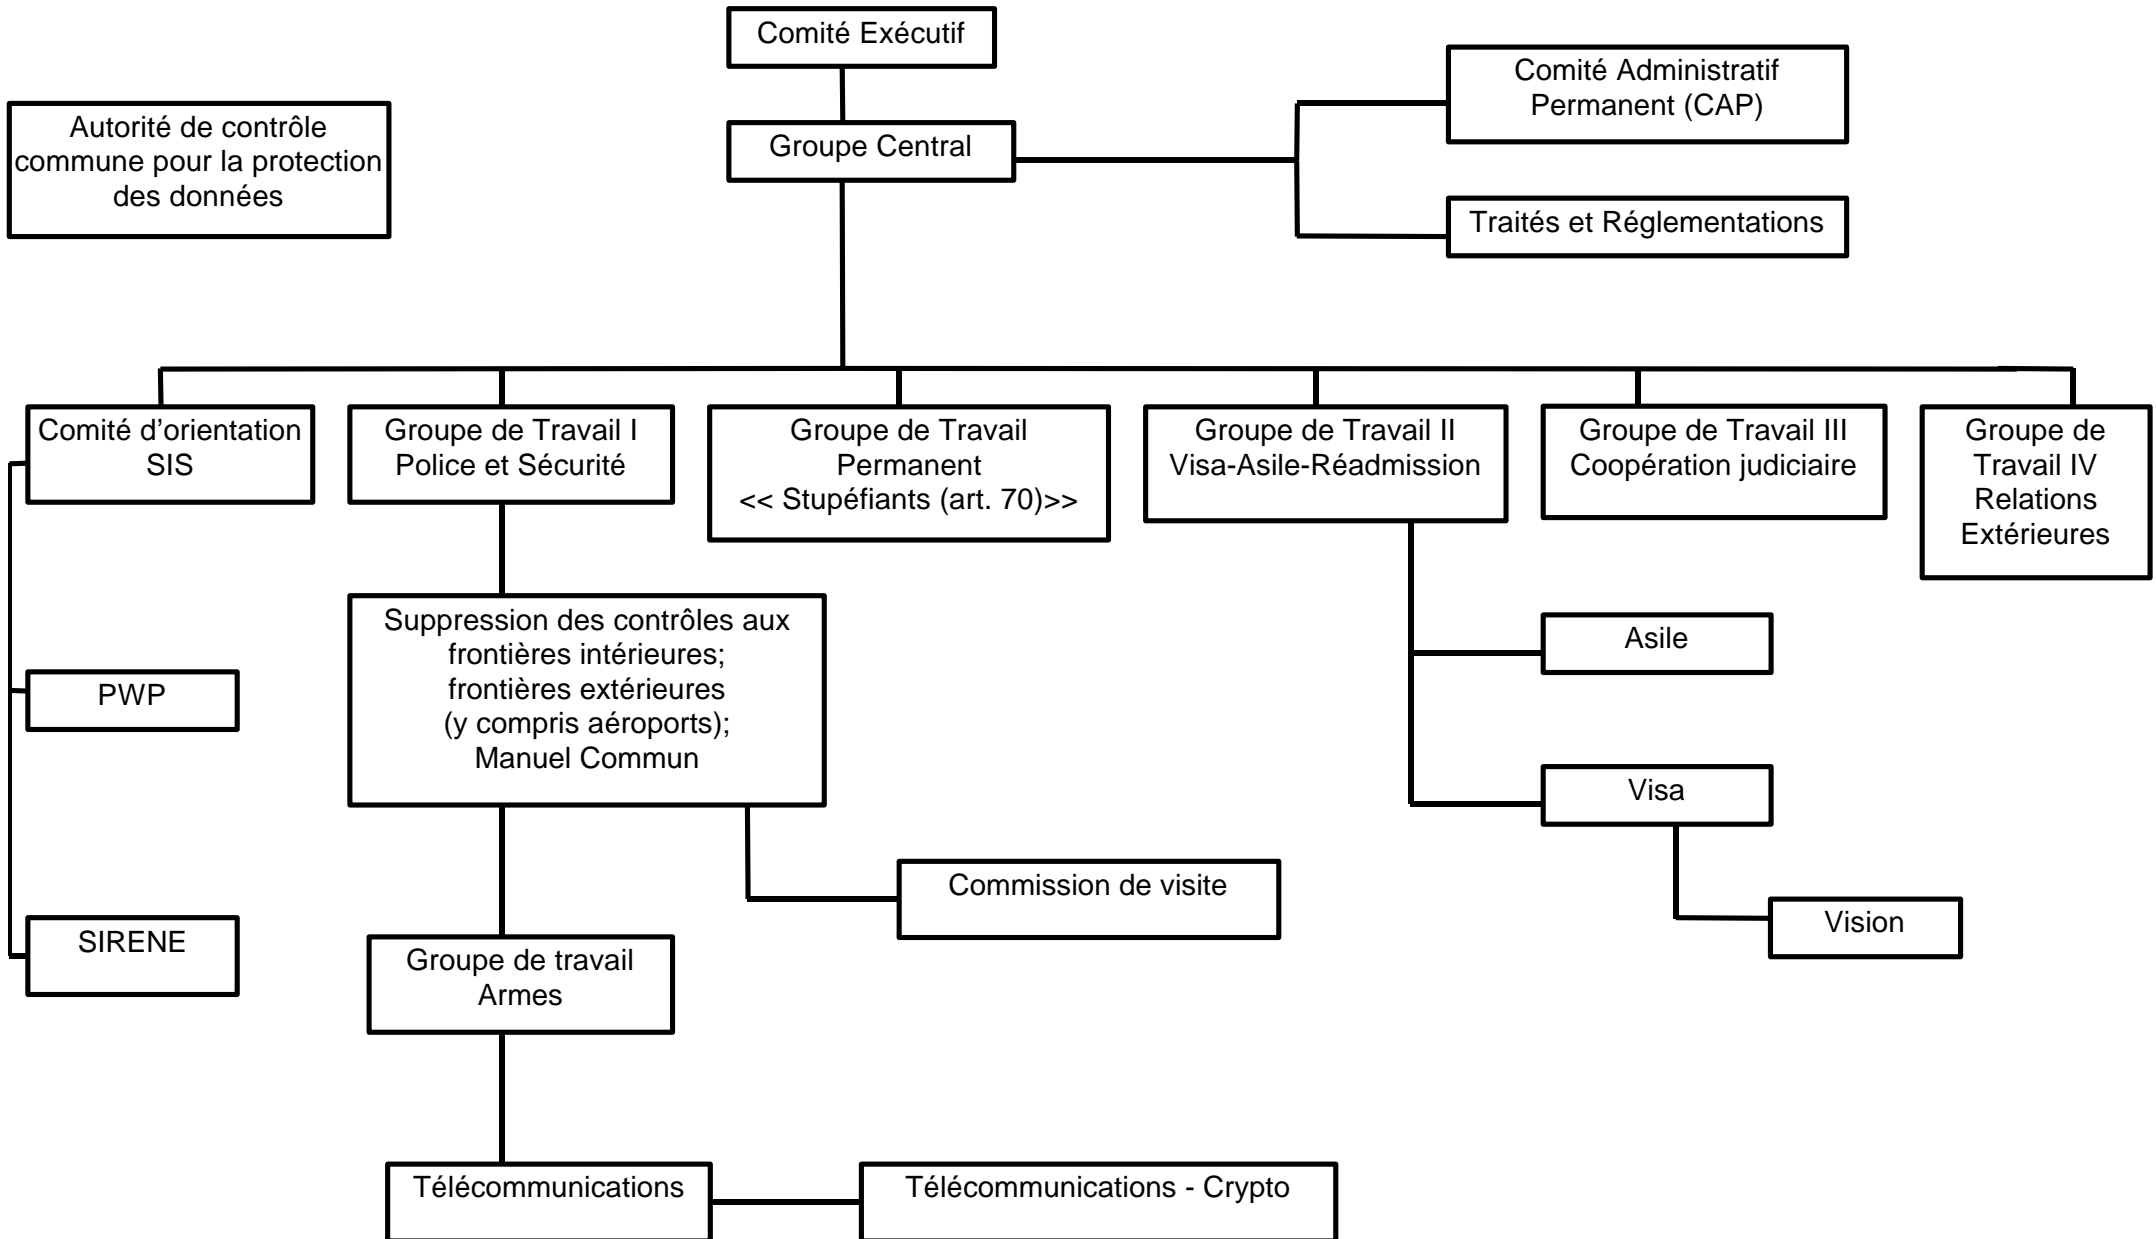 Comité Exécutif
Comité Administratif
Permanent (CAP)
Autorité de contrôle
commune pour la protection
des données
Groupe Central
Traités et Réglementations
Comité d'orientation
SIS
Groupe de Travail I
Police et Sécurité
Groupe de Travail
Permanent
<< Stupéfiants (art. 70)>>
Groupe de Travail II
Visa-Asile-Réadmission
Groupe de Travail III
Coopération judiciaire
Groupe de
Travail IV
Relations
Extérieures
Suppression des contrôles aux
frontières intérieures;
frontières extérieures
(y compris aéroports);
Manuel Commun
Asile
PWP
Visa
Commission de visite
Vision
SIRENE
Groupe de travail
Armes
Télécommunications
Télécommunications - Crypto